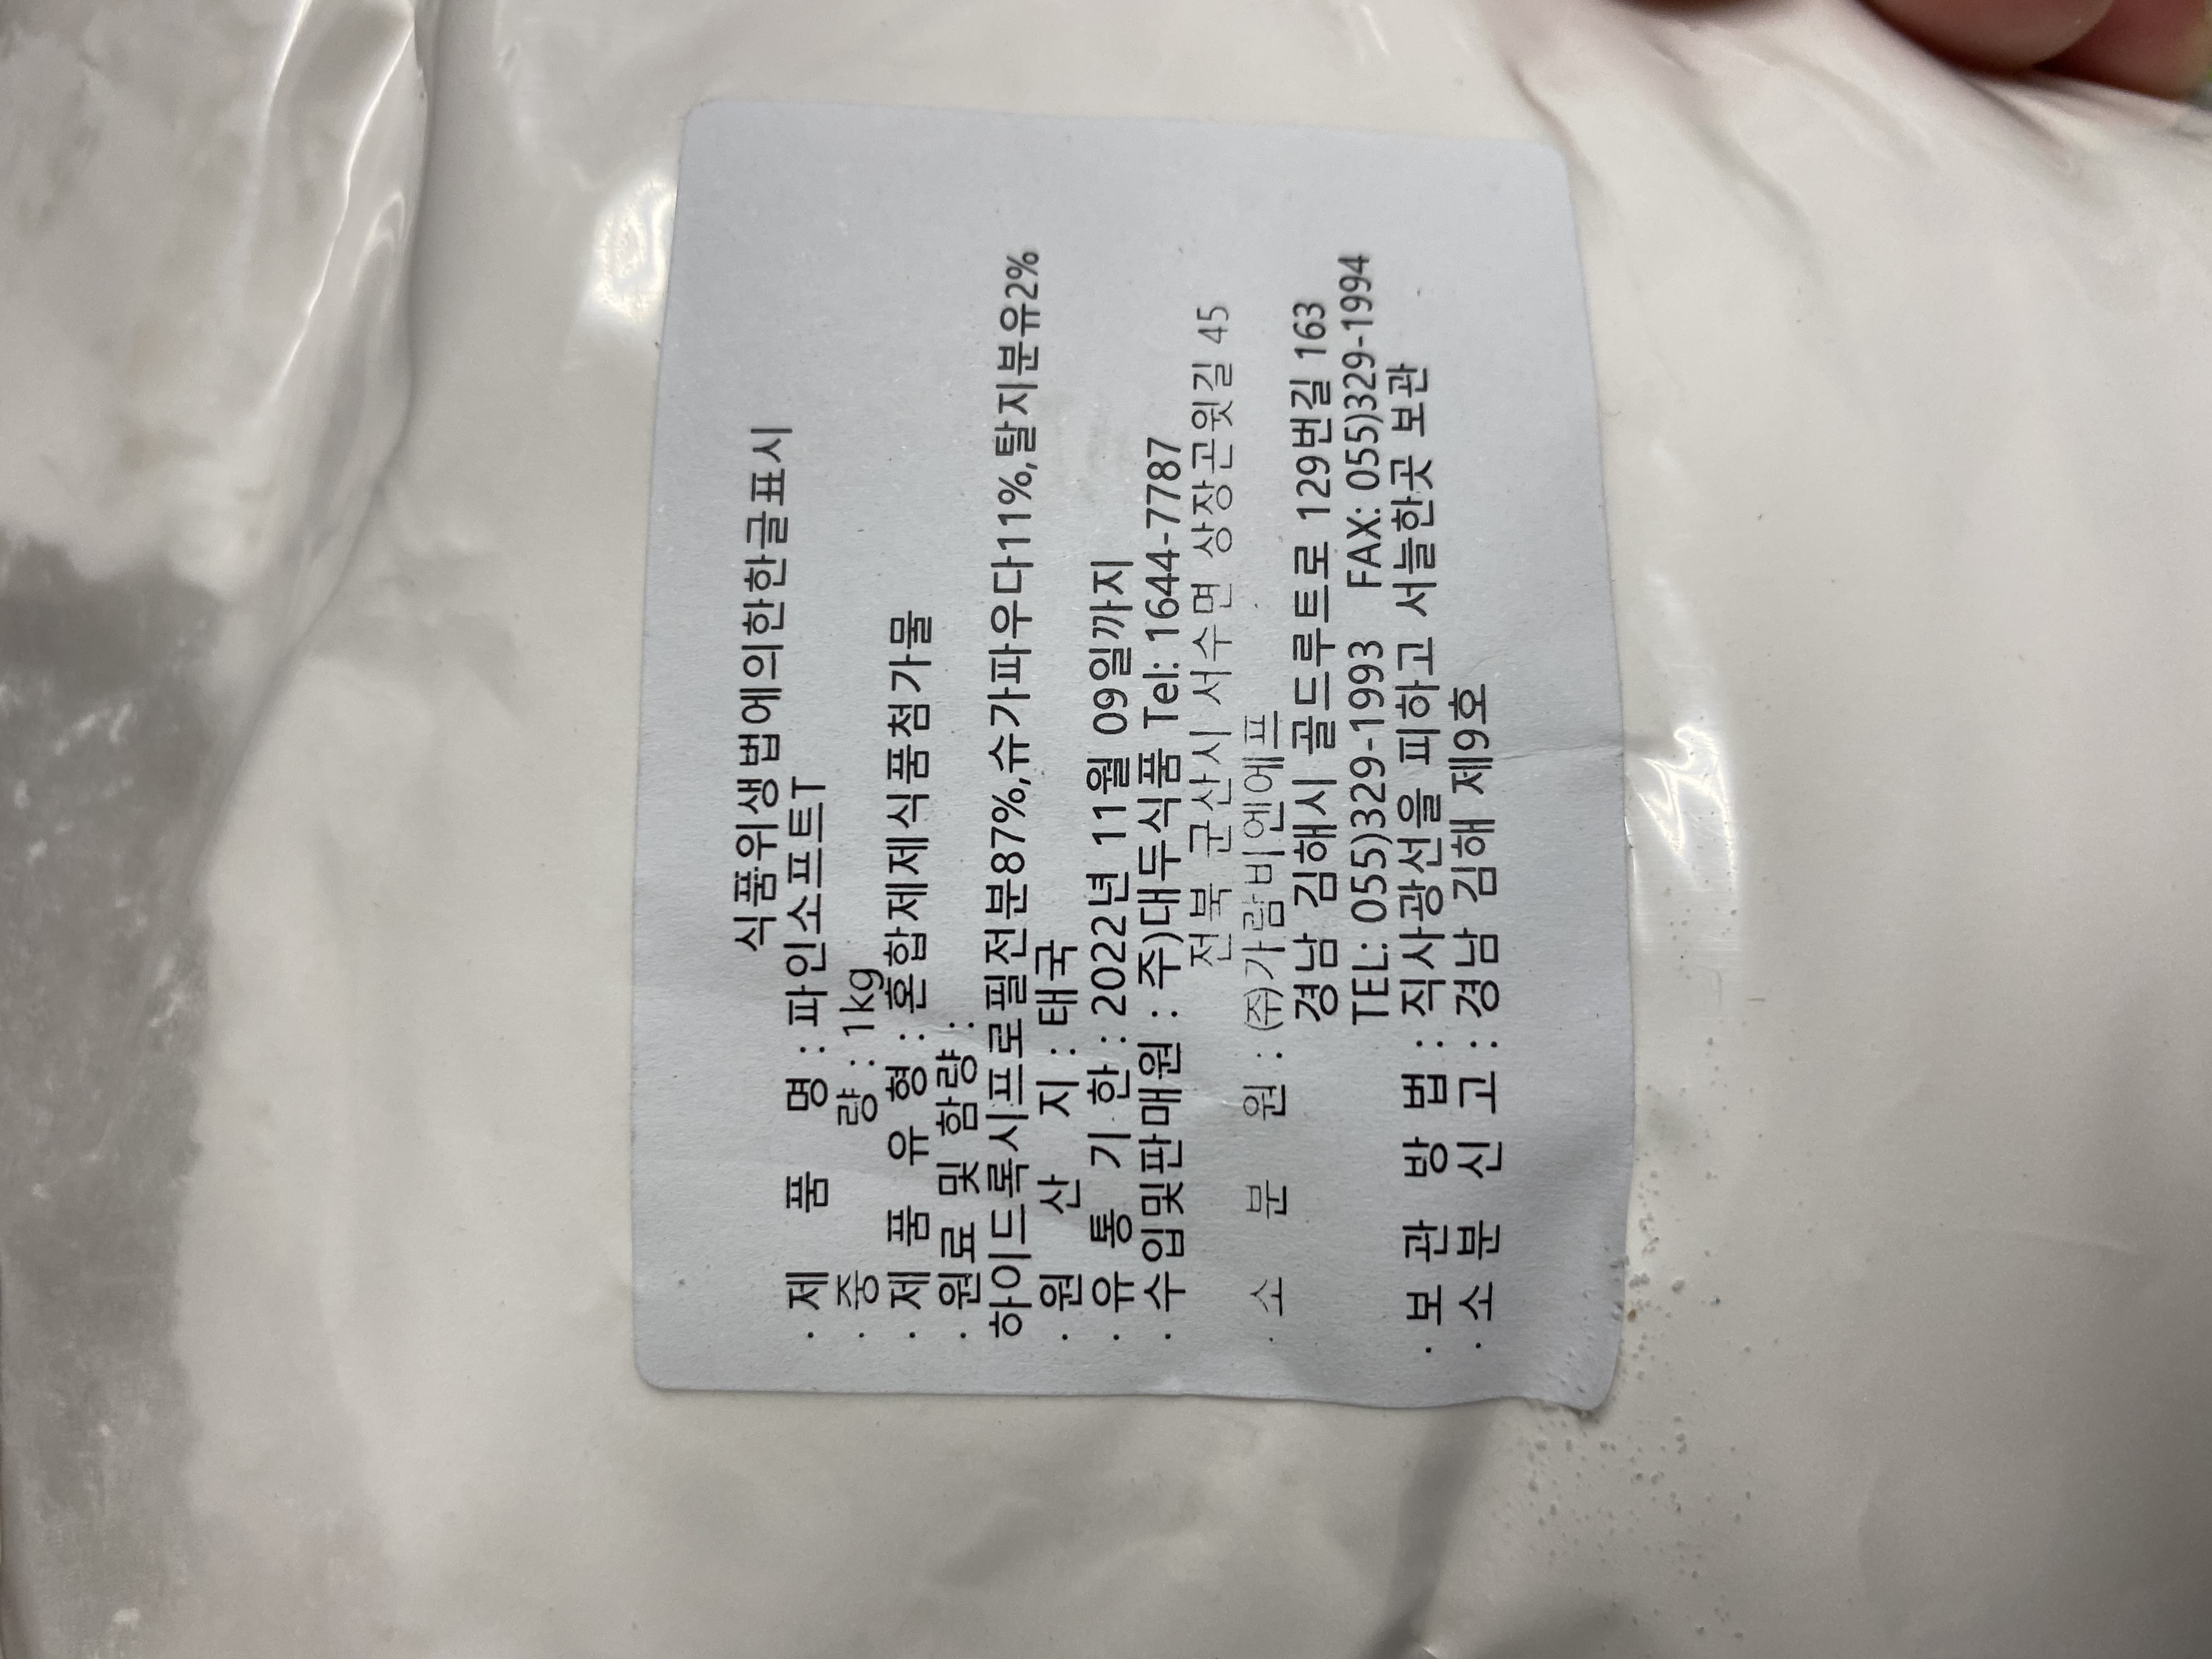 식품위생법에의한한글표시
· 제 품 명 : 파인소프트T
· 중 량 : 1kg
· 제 품 유 형 : 혼합제제식품첨가물
· 원료 및 함량 :
하이드록시프로필전분87%,슈가파우다11%,탈지분유2%
· 원 산 지 : 태국
· 유 통 기 한 : 2022년 11월 09일까지
· 수입및판매원 : 주)대두식품 Tel: 1644-7787
전북 군산시 서수면 상장곤윗길 45
· 소 분 원 : ㈜가람비엔에프
경남 김해시 골드루트로 129번길 163
TEL: 055)329-1993 FAX: 055)329-1994
· 보 관 방 법 : 직사광선을 피하고 서늘한곳 보관
· 소 분 신 고 : 경남 김해 제9호